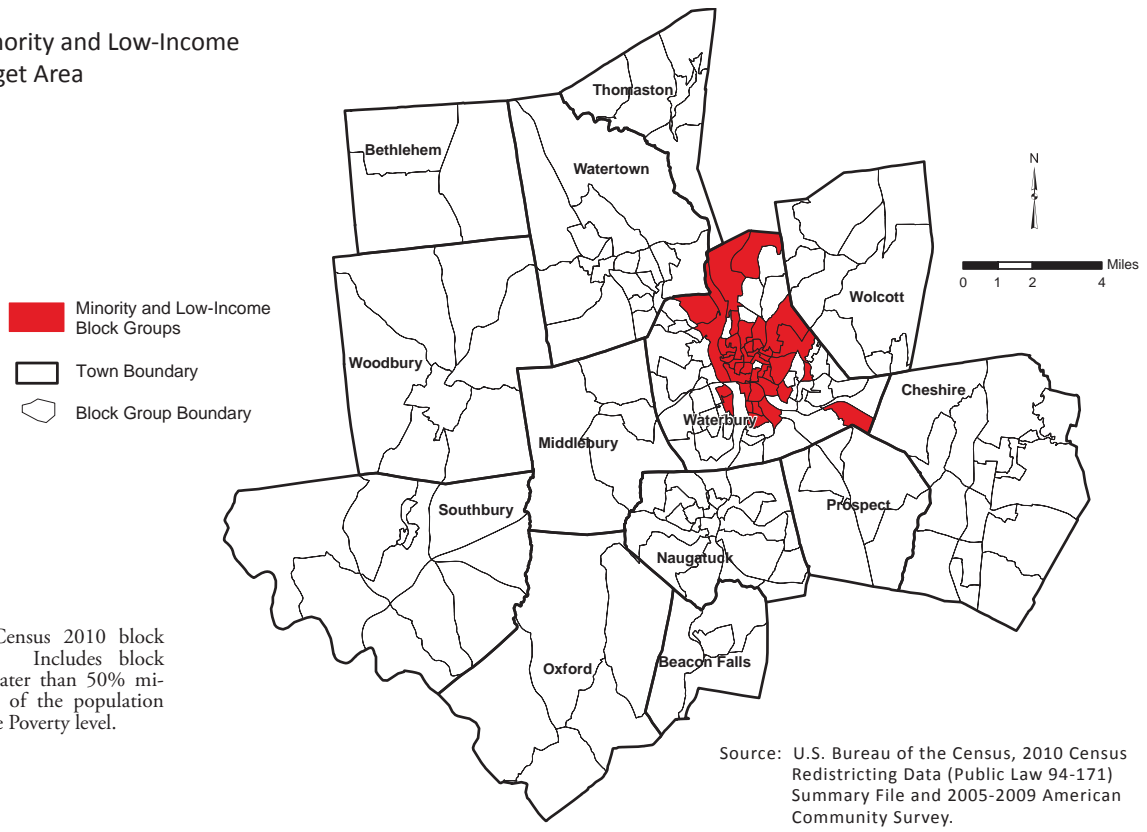 nority and Low-Income
get Area
Thomaston
Bethlehem
Watertown
N
Miles
0 1 2 4
Wolcott
Minority and Low-Income
Block Groups
Town Boundary
Block Group Boundary
Woodbury
Cheshire
Waterbury
Middlebury
Southbury
Prospect
Naugatuck
Oxford
Beacon Falls
Census 2010 block
Includes block
ater than 50% mi-
of the population
e Poverty level.
Source: U.S. Bureau of the Census, 2010 Census
Redistricting Data (Public Law 94-171)
Summary File and 2005-2009 American
Community Survey.